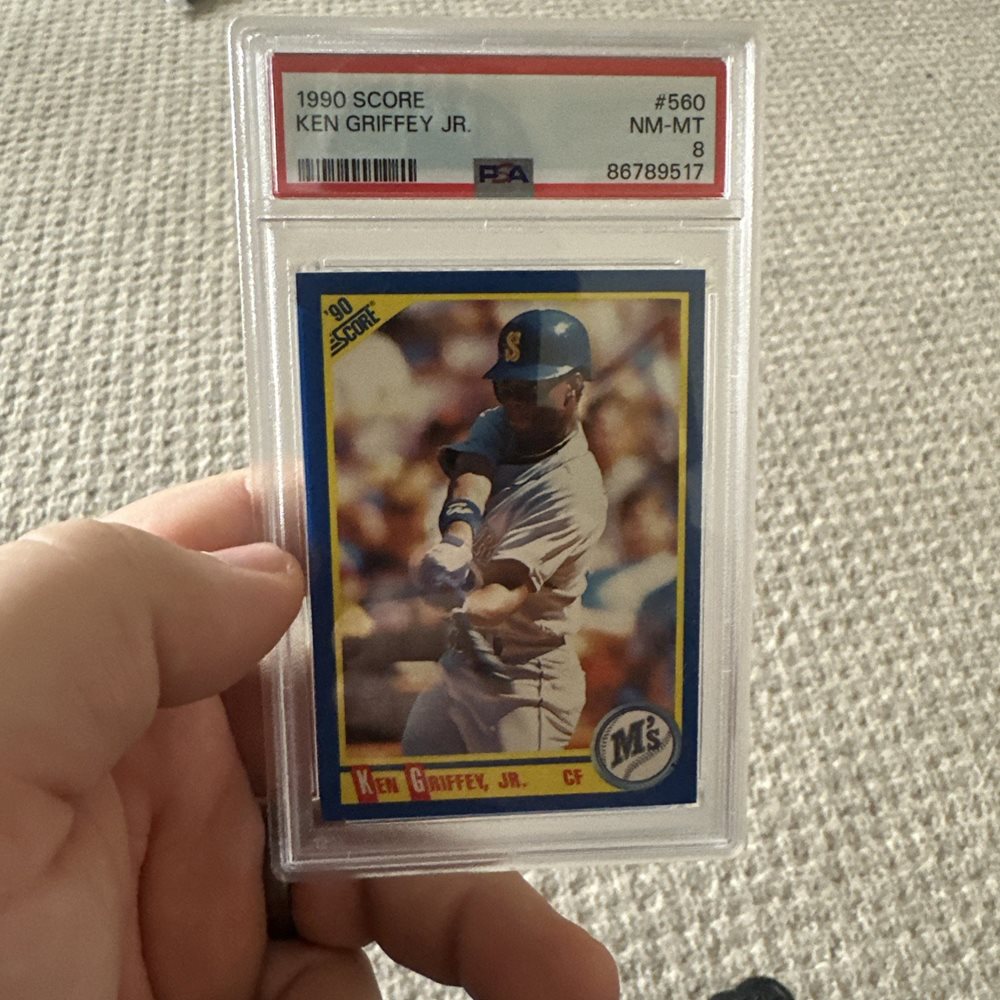 1990 SCORE #560
KEN GRIFFEY JR. NM-MT
8
PSA 86789517
'90
SCORE
S
M's
KEN GRIFFEY, JR. CF